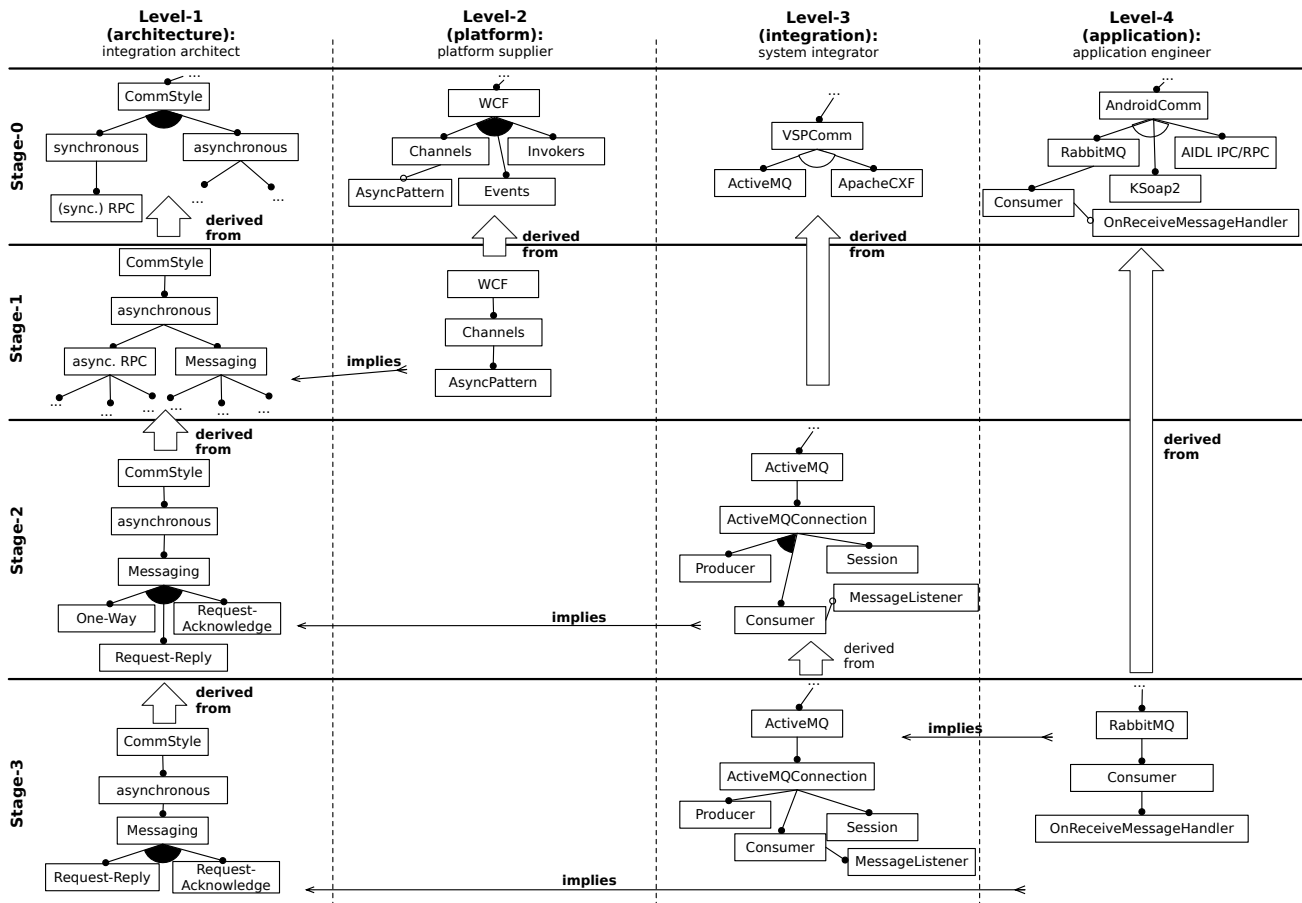 Level-1
(architecture):
integration architect
Level-2
(platform):
platform supplier
Level-3
(integration):
system integrator
Level-4
(application):
application engineer
Stage-0
...
CommStyle
synchronous
asynchronous
(sync.) RPC
...
...
derived
from
...
WCF
Channels
Invokers
AsyncPattern
Events
derived
from
...
VSPComm
ActiveMQ
ApacheCXF
derived
from
...
AndroidComm
RabbitMQ
AIDL IPC/RPC
KSoap2
Consumer
OnReceiveMessageHandler
Stage-1
CommStyle
asynchronous
async. RPC
Messaging
...
...
...
...
...
...
derived
from
implies
WCF
Channels
AsyncPattern
derived
from
Stage-2
CommStyle
asynchronous
Messaging
One-Way
Request-
Acknowledge
Request-Reply
implies
...
ActiveMQ
ActiveMQConnection
Producer
Session
MessageListener
Consumer
derived
from
Stage-3
derived
from
CommStyle
asynchronous
Messaging
Request-Reply
Request-
Acknowledge
implies
...
ActiveMQ
ActiveMQConnection
Producer
Session
Consumer
MessageListener
implies
...
RabbitMQ
Consumer
OnReceiveMessageHandler